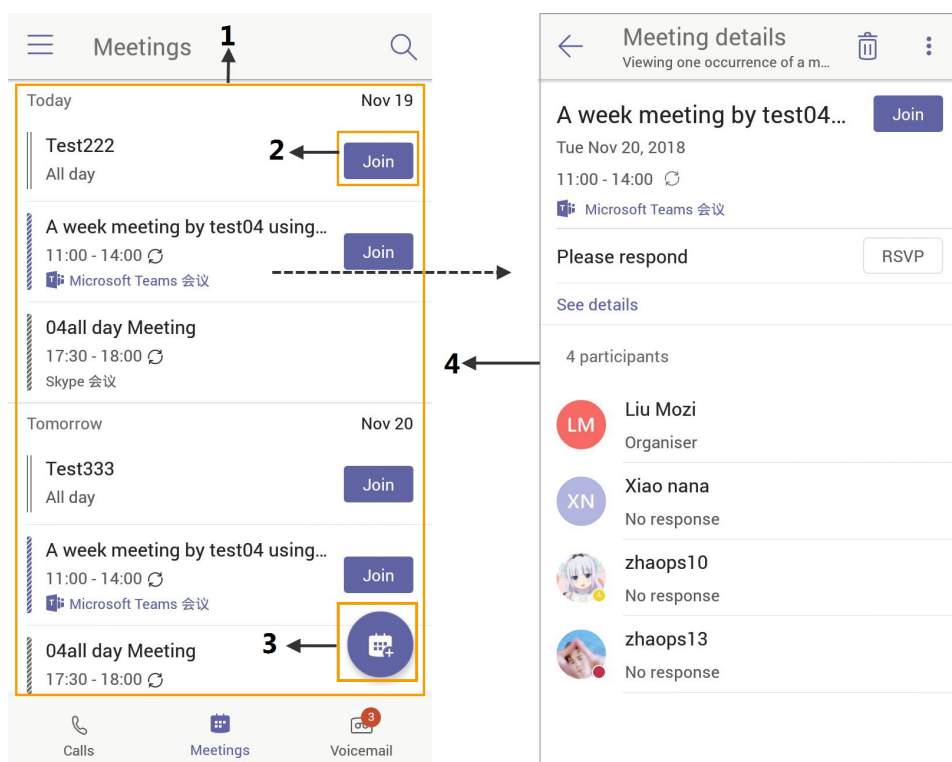 Meetings
1
Today
Nov 19
Test222
All day
2
Join
A week meeting by test04 using...
11:00 - 14:00
Join
Microsoft Teams 会议
04all day Meeting
17:30 - 18:00
Skype 会议
Tomorrow
Nov 20
Test333
All day
Join
A week meeting by test04 using...
11:00 - 14:00
Join
Microsoft Teams 会议
04all day Meeting
17:30 - 18:00
3
Calls
Meetings
3
Voicemail
4
Meeting details
Viewing one occurrence of a m...
A week meeting by test04...
Join
Tue Nov 20, 2018
11:00 - 14:00
Microsoft Teams 会议
Please respond
RSVP
See details
4 participants
LM
Liu Mozi
Organiser
XN
Xiao nana
No response
zhaops10
No response
zhaops13
No response